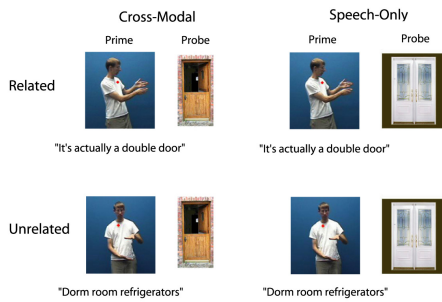 Cross-Modal Speech-Only
Prime Probe Prime Probe
Related
"It's actually a double door" "It's actually a double door"
Unrelated
"Dorm room refrigerators" "Dorm room refrigerators"